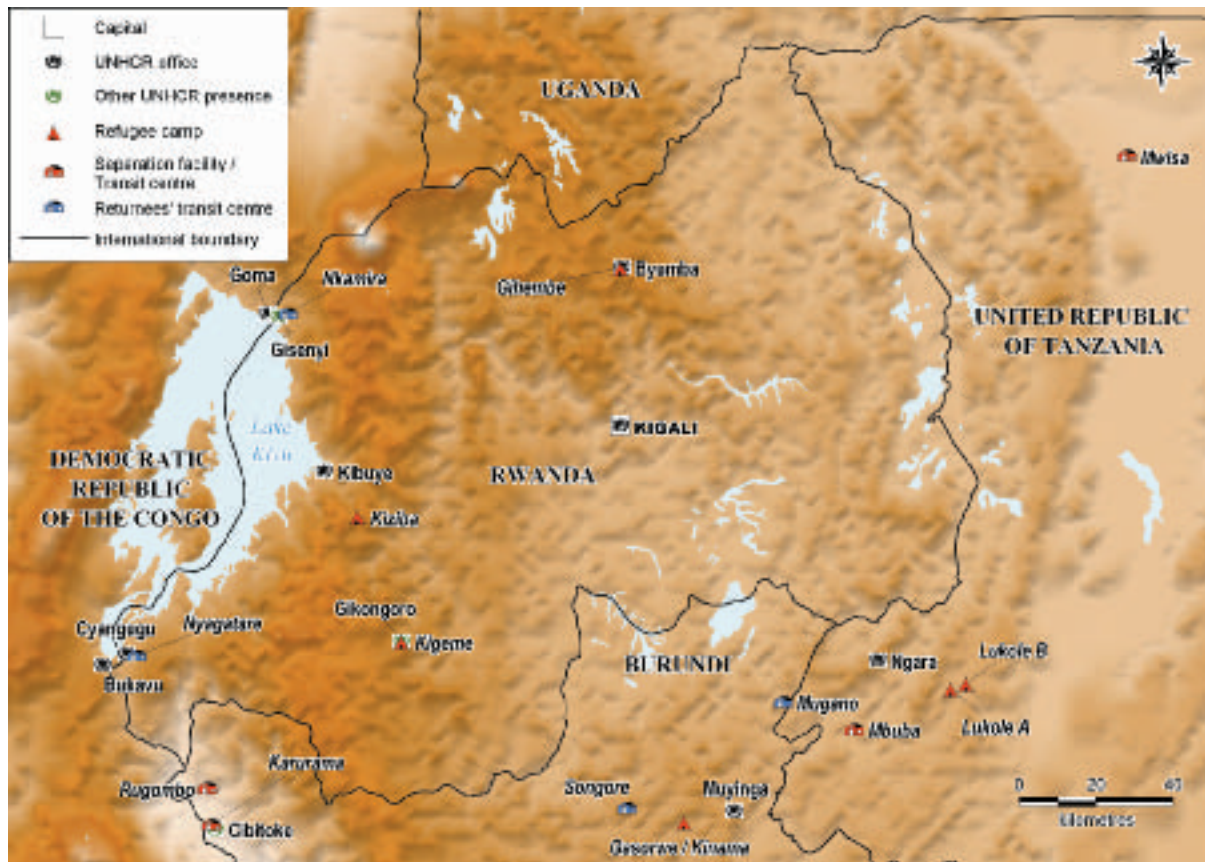 Capital
UNHCR office
Other UNHCR presence
Refugee camp
Separation facility /
Transit centre
Returnees' transit centre
International boundary
UGANDA
Mwisa
Goma
Nkamira
Gihembe
Byumba
Gisenyi
UNITED REPUBLIC
OF TANZANIA
Lake
Kivu
KIGALI
DEMOCRATIC
REPUBLIC
OF THE CONGO
Kibuye
RWANDA
Kiziba
Gikongoro
Cyangugu
Nyagatare
Kigeme
BURUNDI
Ngara
Lukole B
Bukavu
Mugano
Mbuba
Lukole A
Karurama
Rugombo
Songore
Muyinga
Cibitoke
Gasorwe / Kinama
0 20 40
kilometres